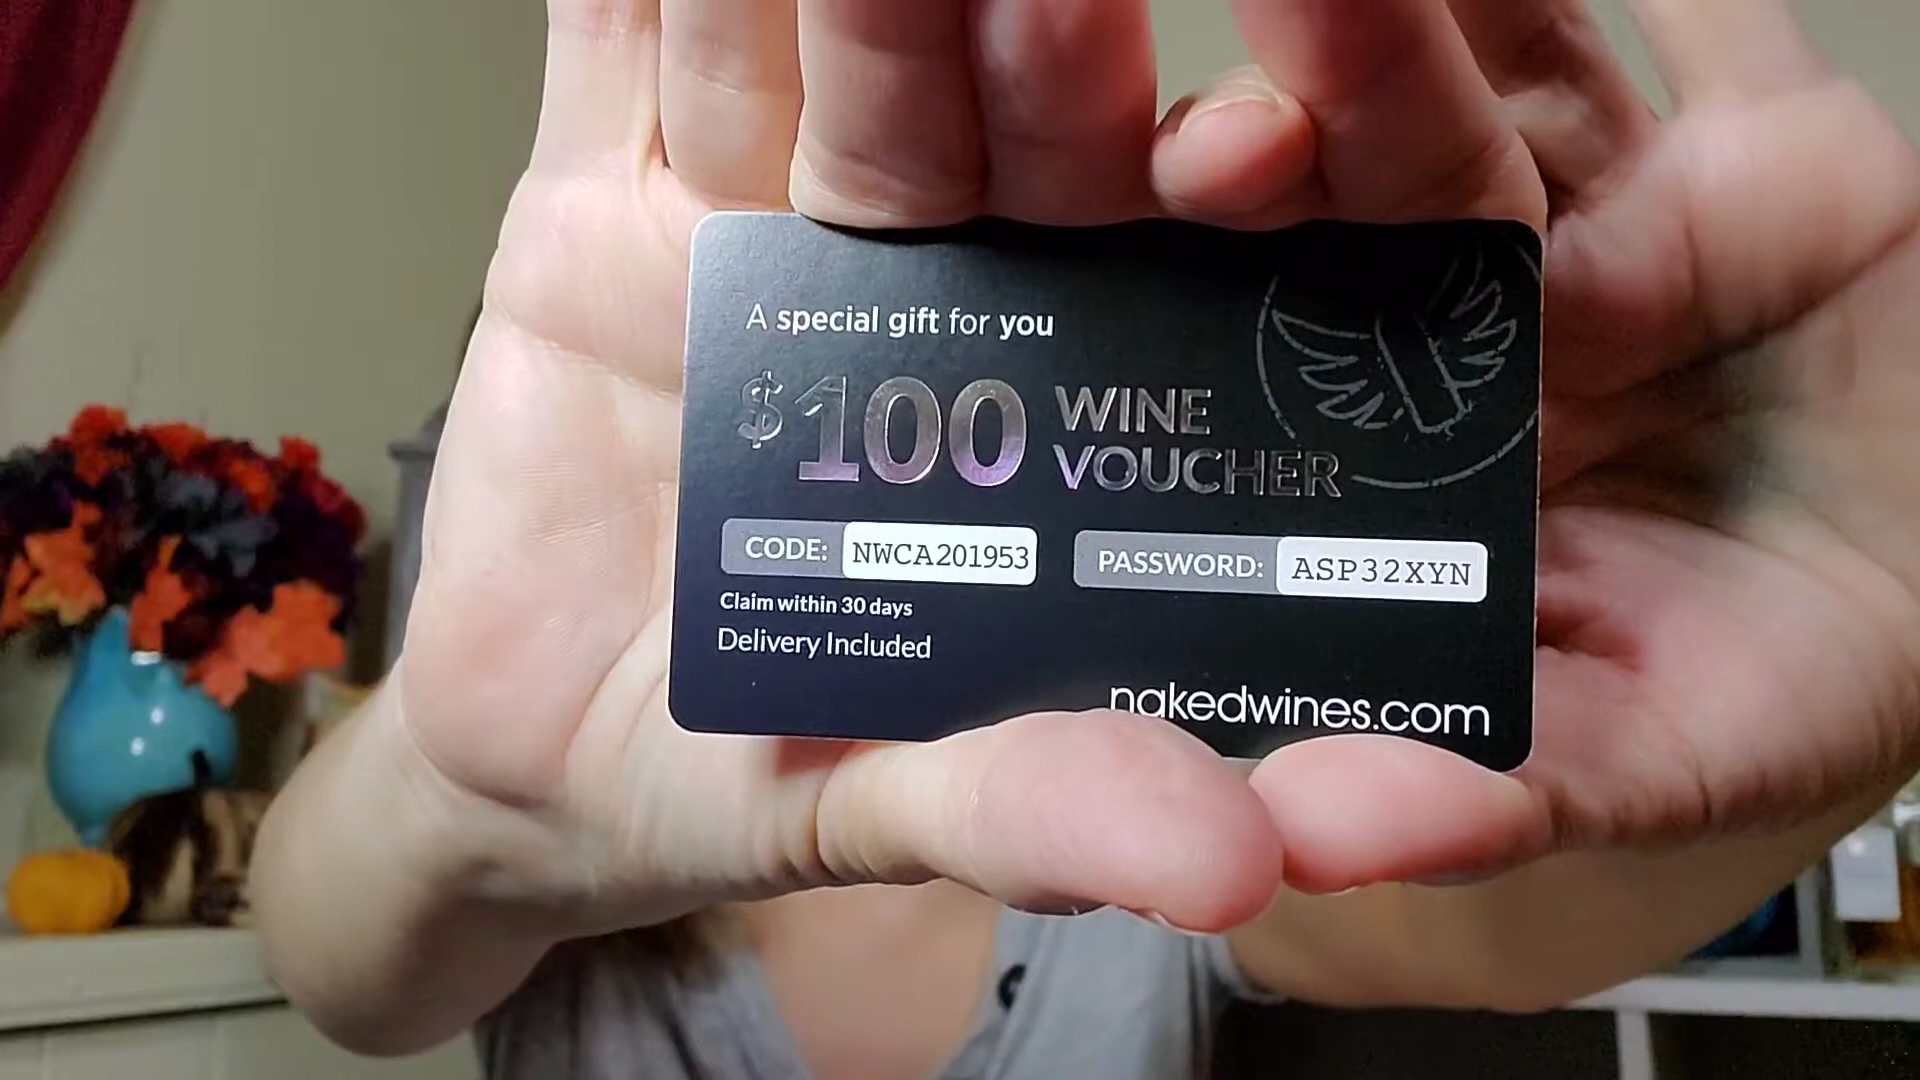 A special gift for you
$100 WINE
VOUCHER
CODE: NWCA201953
PASSWORD: ASP32XYN
Claim within 30 days
Delivery Included
nakedwines.com